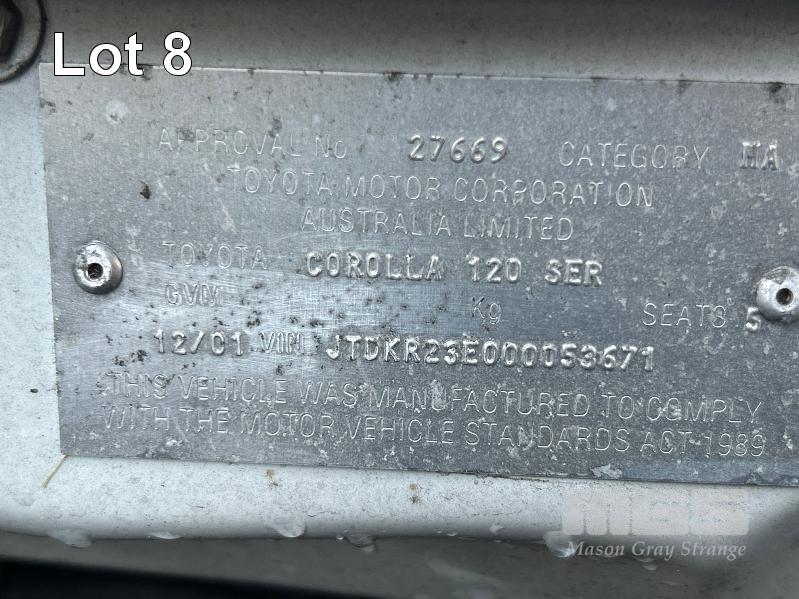 Lot 8
APPROVAL No 27669 CATEGORY MA
TOYOTA MOTOR CORPORATION
AUSTRALIA LIMITED
TOYOTA COROLLA 120 SER
GVM Kg SEATS 5
12/01 VIN JTDKR23E000053671
THIS VEHICLE WAS MANUFACTURED TO COMPLY
WITH THE MOTOR VEHICLE STANDARDS ACT 1989
MGS
Mason Gray Strange